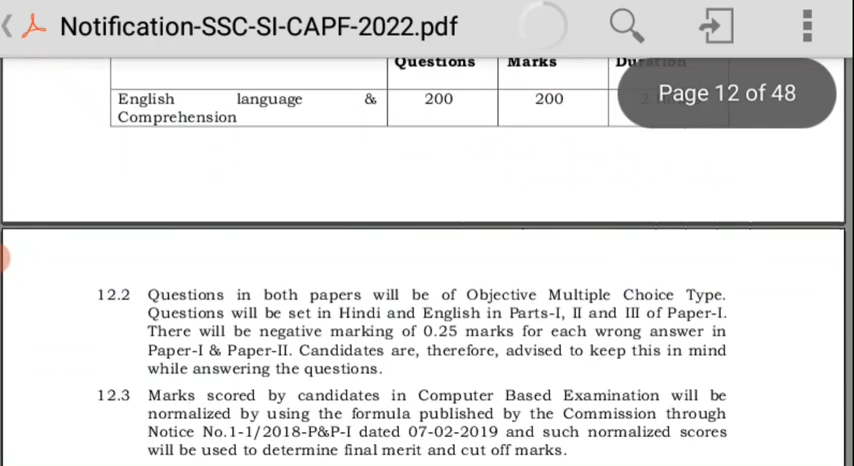 Notification-SSC-SI-CAPF-2022.pdf
Questions Marks Duration
Page 12 of 48
English language & 200 200 2
Comprehension
12.2 Questions in both papers will be of Objective Multiple Choice Type.
Questions will be set in Hindi and English in Parts-I, II and III of Paper-I.
There will be negative marking of 0.25 marks for each wrong answer in
Paper-I & Paper-II. Candidates are, therefore, advised to keep this in mind
while answering the questions.
12.3 Marks scored by candidates in Computer Based Examination will be
normalized by using the formula published by the Commission through
Notice No.1-1/2018-P&P-I dated 07-02-2019 and such normalized scores
will be used to determine final merit and cut off marks.